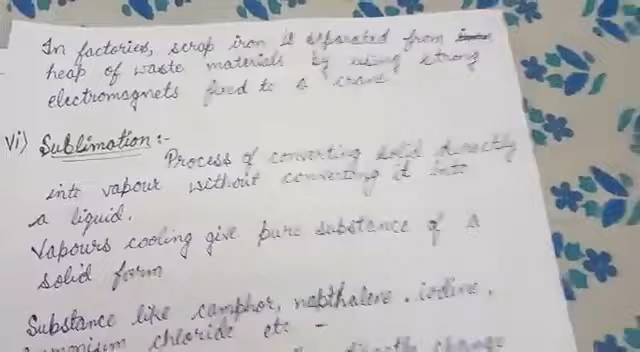 In factories, scrap iron is separated from
heap of waste materials by using strong
electromagnets fixed to a crane
vi) Sublimation :-
Process of converting solid directly
into vapour without converting it into
a liquid.
Vapours cooling give pure substance of a
solid form
Substance like camphor, napthalene, iodine,
chloride etc -
directly change